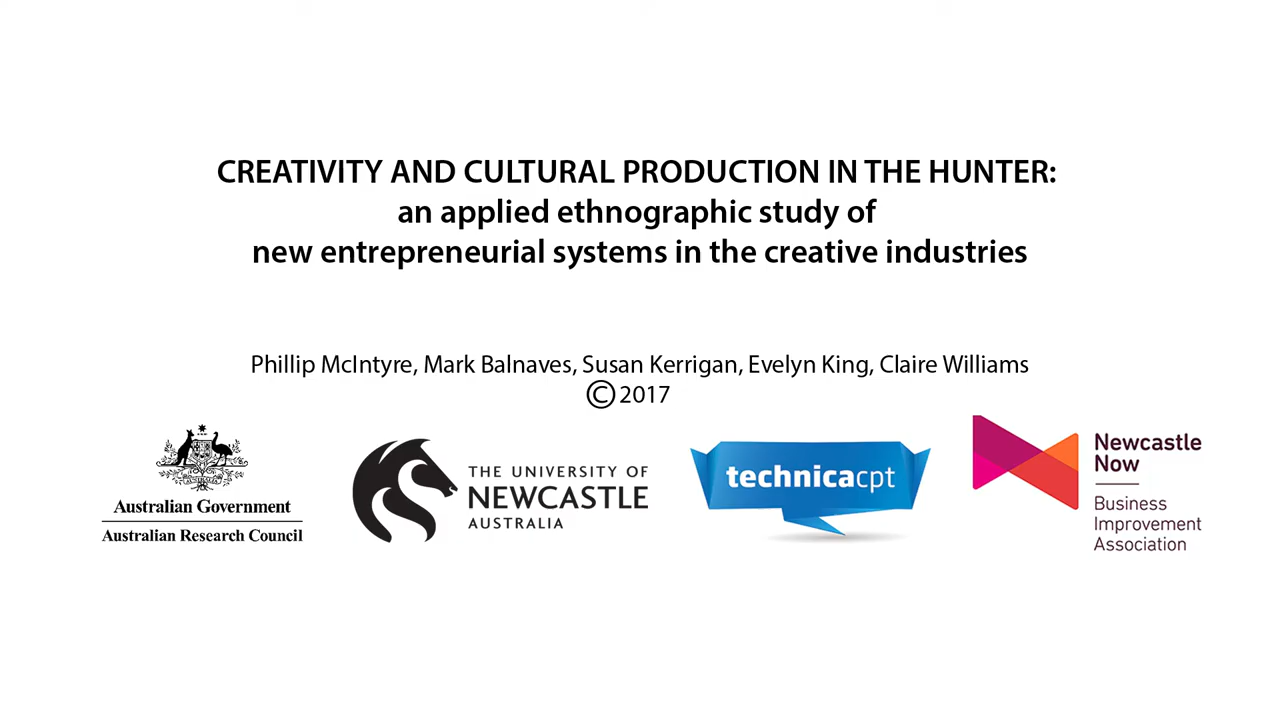 CREATIVITY AND CULTURAL PRODUCTION IN THE HUNTER:
an applied ethnographic study of
new entrepreneurial systems in the creative industries
Phillip McIntyre, Mark Balnaves, Susan Kerrigan, Evelyn King, Claire Williams
© 2017
Australian Government
Australian Research Council
THE UNIVERSITY OF
NEWCASTLE
AUSTRALIA
technicacpt
Newcastle
Now
Business
Improvement
Association